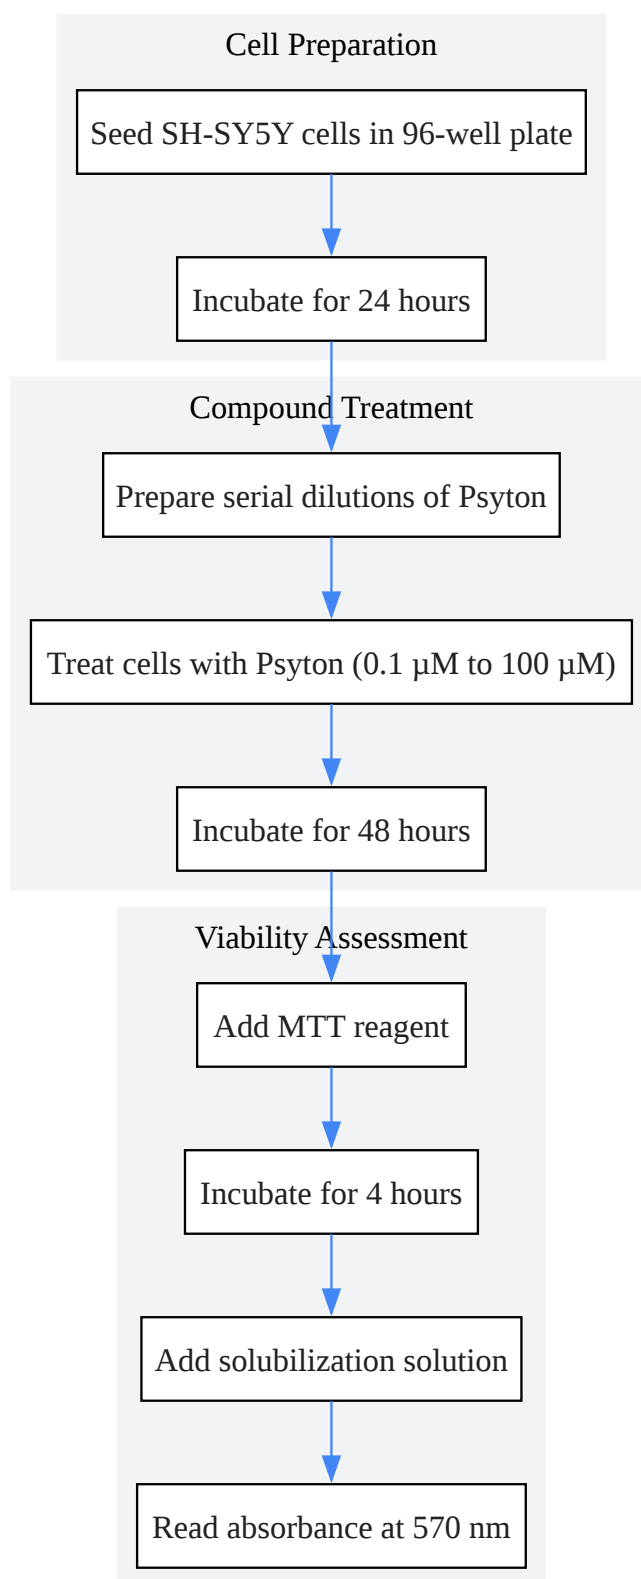 Cell Preparation
Seed SH-SY5Y cells in 96-well plate
Incubate for 24 hours
Compound Treatment
Prepare serial dilutions of Psyton
Treat cells with Psyton (0.1 µM to 100 µM)
Incubate for 48 hours
Viability Assessment
Add MTT reagent
Incubate for 4 hours
Add solubilization solution
Read absorbance at 570 nm